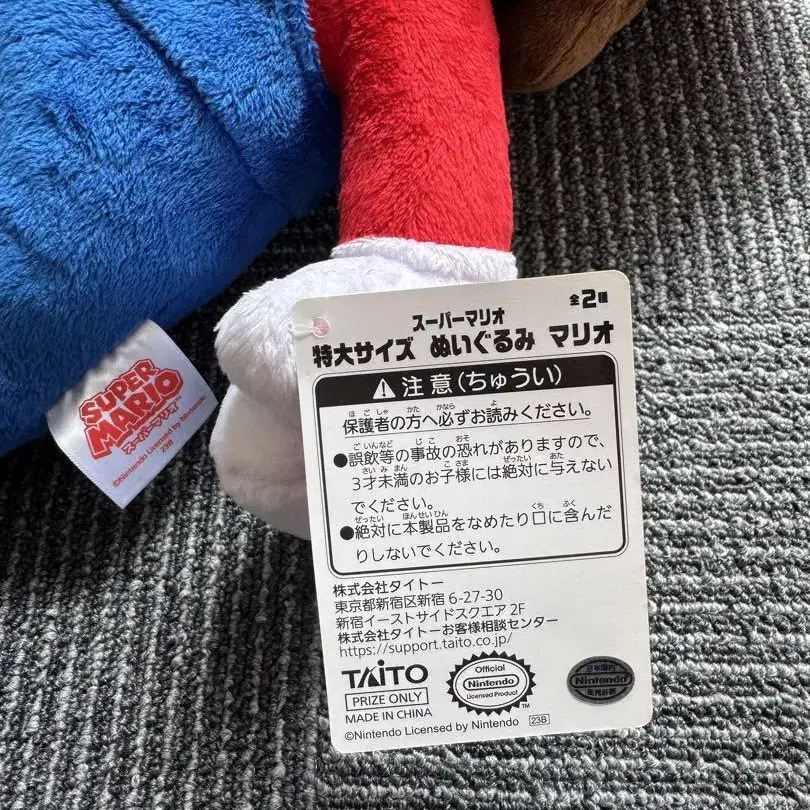 全2種
スーパーマリオ
特大サイズ ぬいぐるみ マリオ
注意(ちゅうい)
保護者の方へ必ずお読みください。
●誤飲等の事故の恐れがありますので、
3才未満のお子様には絶対に与えない
でください。
●絶対に本製品をなめたり口に含んだ
りしないでください。
株式会社タイトー
東京都新宿区新宿 6-27-30
新宿イーストサイドスクエア 2F
株式会社タイトーお客様相談センター
https://support.taito.co.jp/
TAITO
PRIZE ONLY
MADE IN CHINA
©Nintendo Licensed by Nintendo 23B
Official
Nintendo
Licensed Product
TM
日本国内
Nintendo
販売許諾
SUPER
MARIO
スーパーマリオ™
©Nintendo Licensed by Nintendo
23B